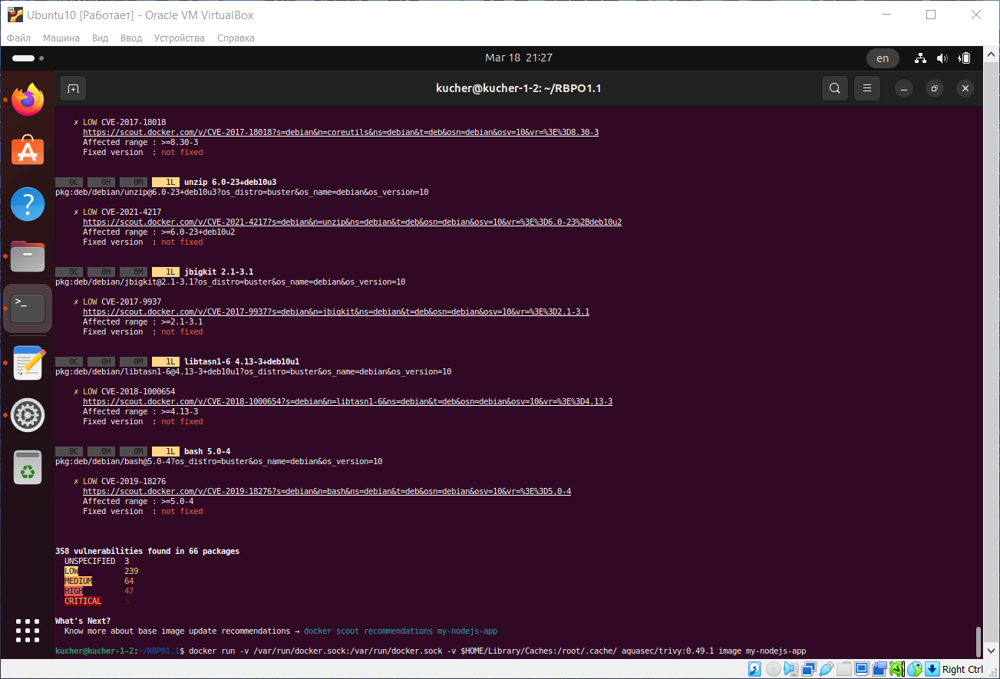 Ubuntu10 [Работает] - Oracle VM VirtualBox
Файл Машина Вид Ввод Устройства Справка
Mar 18 21:27
en
kucher@kucher-1-2: ~/RBPO1.1
✗ LOW CVE-2017-18018
https://scout.docker.com/v/CVE-2017-18018?s=debian&n=coreutils&ns=debian&t=deb&osn=debian&osv=10&vr=%3E%3D8.30-3
Affected range : >=8.30-3
Fixed version : not fixed
0C 0H 0M 1L unzip 6.0-23+deb10u3
pkg:deb/debian/unzip@6.0-23+deb10u3?os_distro=buster&os_name=debian&os_version=10
✗ LOW CVE-2021-4217
https://scout.docker.com/v/CVE-2021-4217?s=debian&n=unzip&ns=debian&t=deb&osn=debian&osv=10&vr=%3E%3D6.0-23%2Bdeb10u2
Affected range : >=6.0-23+deb10u2
Fixed version : not fixed
0C 0H 0M 1L jbigkit 2.1-3.1
pkg:deb/debian/jbigkit@2.1-3.1?os_distro=buster&os_name=debian&os_version=10
✗ LOW CVE-2017-9937
https://scout.docker.com/v/CVE-2017-9937?s=debian&n=jbigkit&ns=debian&t=deb&osn=debian&osv=10&vr=%3E%3D2.1-3.1
Affected range : >=2.1-3.1
Fixed version : not fixed
0C 0H 0M 1L libtasn1-6 4.13-3+deb10u1
pkg:deb/debian/libtasn1-6@4.13-3+deb10u1?os_distro=buster&os_name=debian&os_version=10
✗ LOW CVE-2018-1000654
https://scout.docker.com/v/CVE-2018-1000654?s=debian&n=libtasn1-6&ns=debian&t=deb&osn=debian&osv=10&vr=%3E%3D4.13-3
Affected range : >=4.13-3
Fixed version : not fixed
0C 0H 0M 1L bash 5.0-4
pkg:deb/debian/bash@5.0-4?os_distro=buster&os_name=debian&os_version=10
✗ LOW CVE-2019-18276
https://scout.docker.com/v/CVE-2019-18276?s=debian&n=bash&ns=debian&t=deb&osn=debian&osv=10&vr=%3E%3D5.0-4
Affected range : >=5.0-4
Fixed version : not fixed
358 vulnerabilities found in 66 packages
UNSPECIFIED 3
LOW 239
MEDIUM 64
HIGH 47
CRITICAL 5
What's Next?
Know more about base image update recommendations → docker scout recommendations my-nodejs-app
kucher@kucher-1-2:~/RBPO1.1$ docker run -v /var/run/docker.sock:/var/run/docker.sock -v $HOME/Library/Caches:/root/.cache/ aquasec/trivy:0.49.1 image my-nodejs-app
Right Ctrl